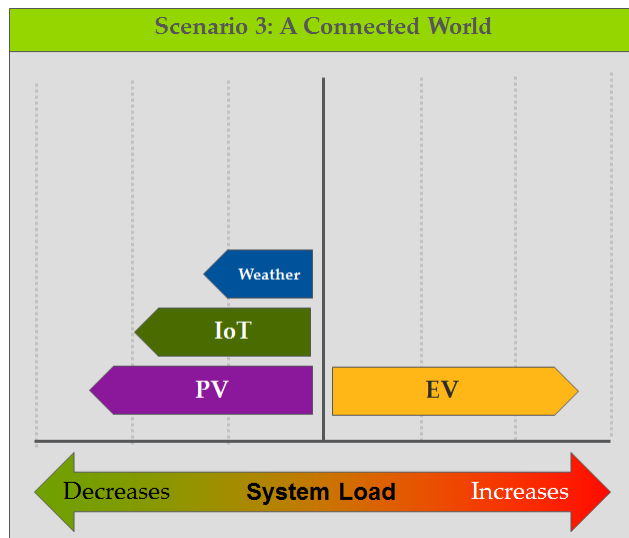 Scenario 3: A Connected World
Weather
IoT
PV
EV
Decreases System Load Increases